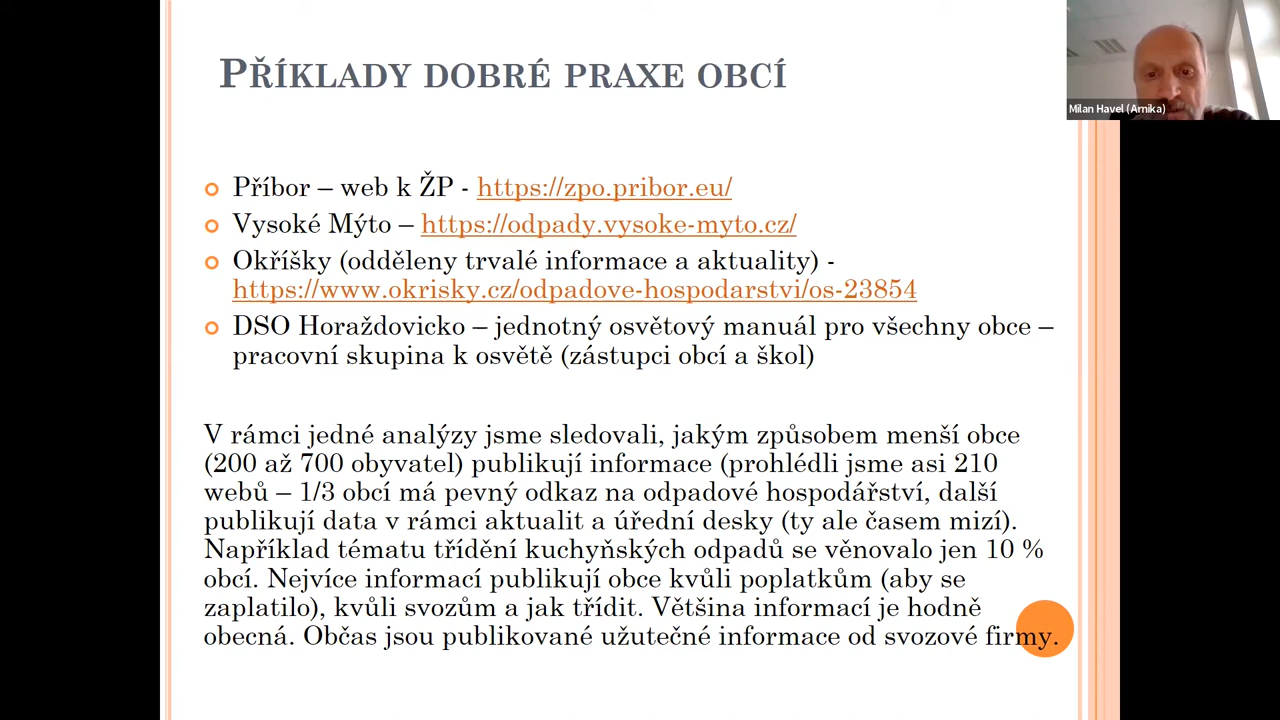 Příklady dobré praxe obcí
Milan Havel (Arnika)
Příbor – web k ŽP - https://zpo.pribor.eu/
Vysoké Mýto – https://odpady.vysoke-myto.cz/
Okříšky (odděleny trvalé informace a aktuality) -
https://www.okrisky.cz/odpadove-hospodarstvi/os-23854
DSO Horaždovicko – jednotný osvětový manuál pro všechny obce –
pracovní skupina k osvětě (zástupci obcí a škol)
V rámci jedné analýzy jsme sledovali, jakým způsobem menší obce
(200 až 700 obyvatel) publikují informace (prohlédli jsme asi 210
webů – 1/3 obcí má pevný odkaz na odpadové hospodářství, další
publikují data v rámci aktualit a úřední desky (ty ale časem mizí).
Například tématu třídění kuchyňských odpadů se věnovalo jen 10 %
obcí. Nejvíce informací publikují obce kvůli poplatkům (aby se
zaplatilo), kvůli svozům a jak třídit. Většina informací je hodně
obecná. Občas jsou publikované užutečné informace od svozové firmy.